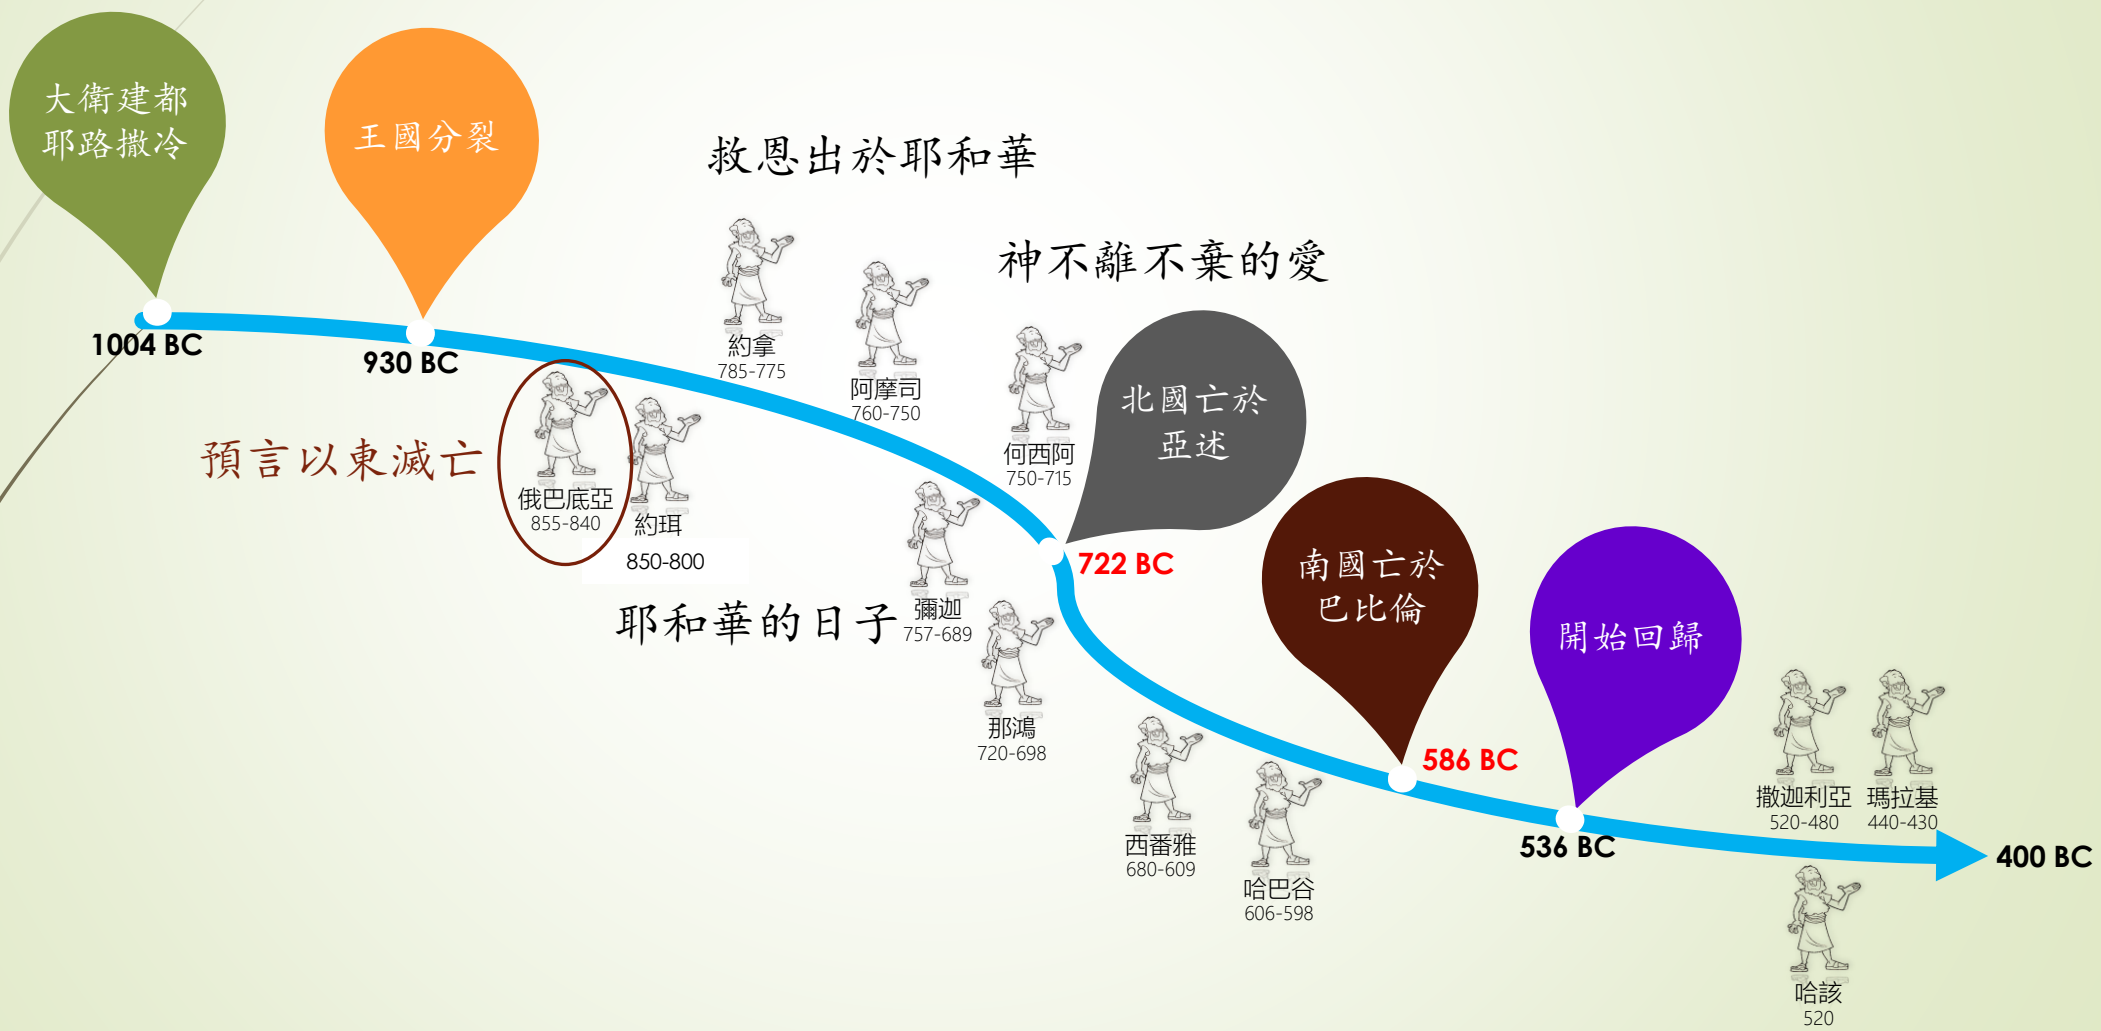 大衛建都
耶路撒冷
1004 BC
王國分裂
930 BC
救恩出於耶和華
約拿
785-775
阿摩司
760-750
神不離不棄的愛
何西阿
750-715
預言以東滅亡
俄巴底亞
855-840
約珥
850-800
耶和華的日子
彌迦
757-689
那鴻
720-698
北國亡於
亞述
722 BC
西番雅
680-609
哈巴谷
606-598
南國亡於
巴比倫
586 BC
開始回歸
536 BC
撒迦利亞
520-480
瑪拉基
440-430
哈該
520
400 BC